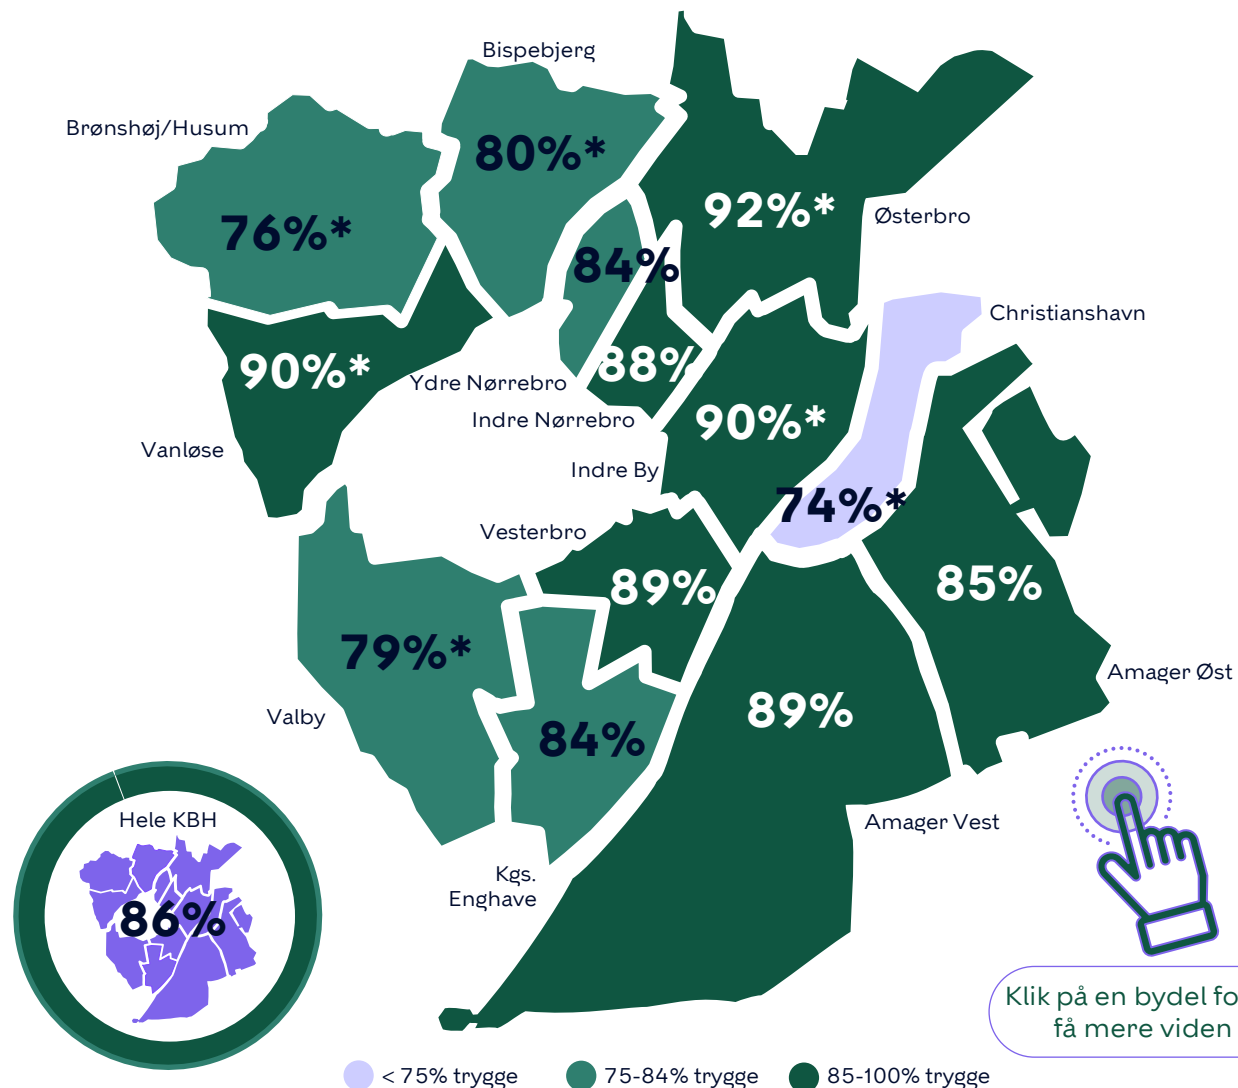 Bispebjerg
Brønshøj/Husum
80%*
76%*
92%*
Østerbro
84%
Christianshavn
88%
90%*
Ydre Nørrebro
Indre Nørrebro
90%*
Vanløse
Indre By
74%*
Vesterbro
89%
85%
79%*
Amager Øst
Valby
84%
89%
Hele KBH
86%
Amager Vest
Kgs.
Enghave
Klik på en bydel fo
få mere viden
< 75% trygge
75-84% trygge
85-100% trygge